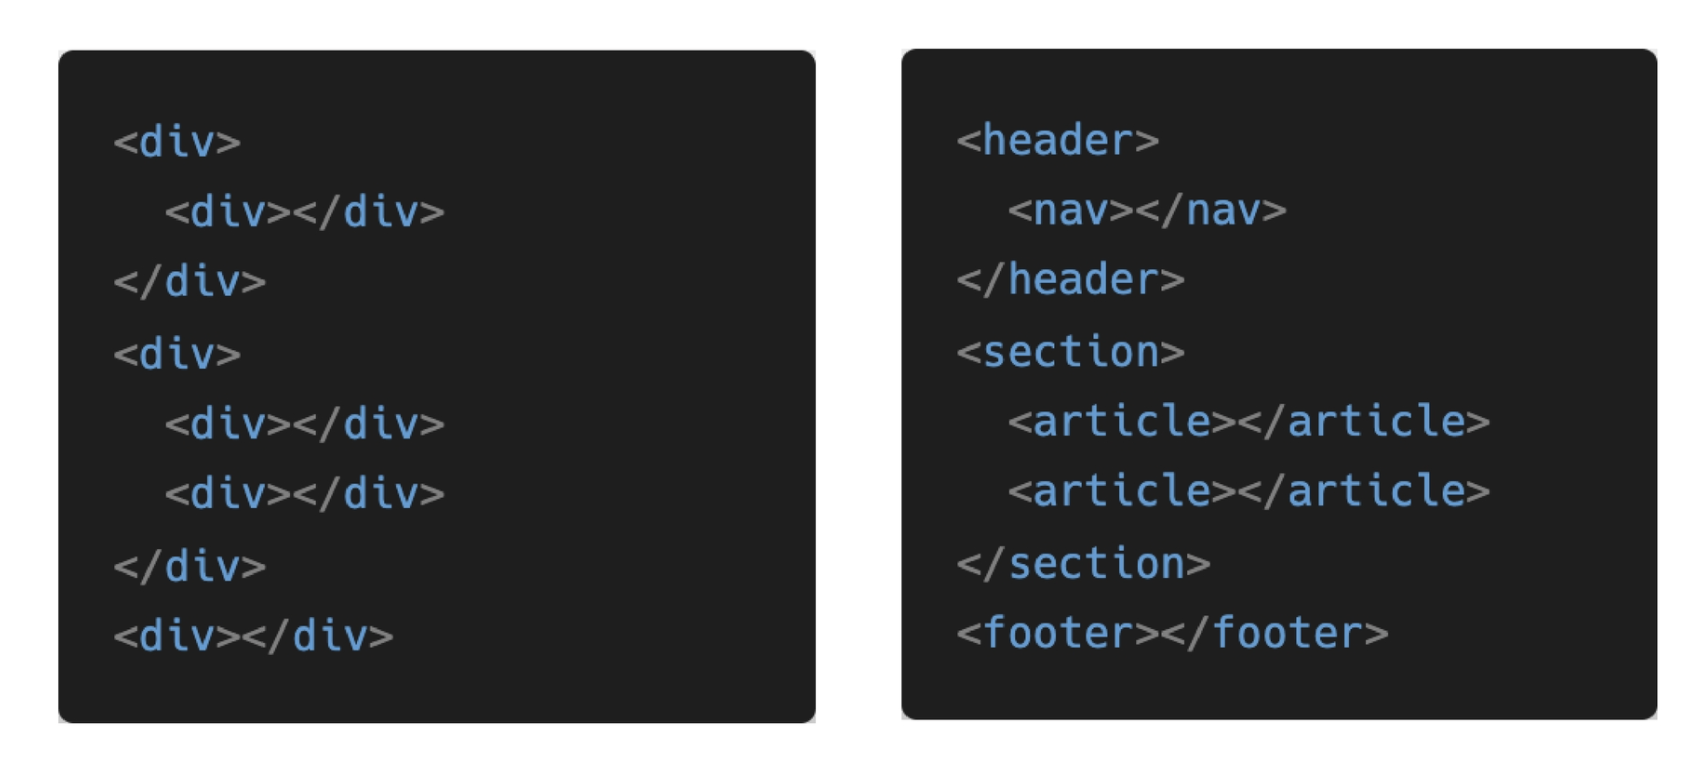 <div>
<div></div>
</div>
<div>
<div></div>
<div></div>
</div>
<div></div>
<header>
<nav></nav>
</header>
<section>
<article></article>
<article></article>
</section>
<footer></footer>